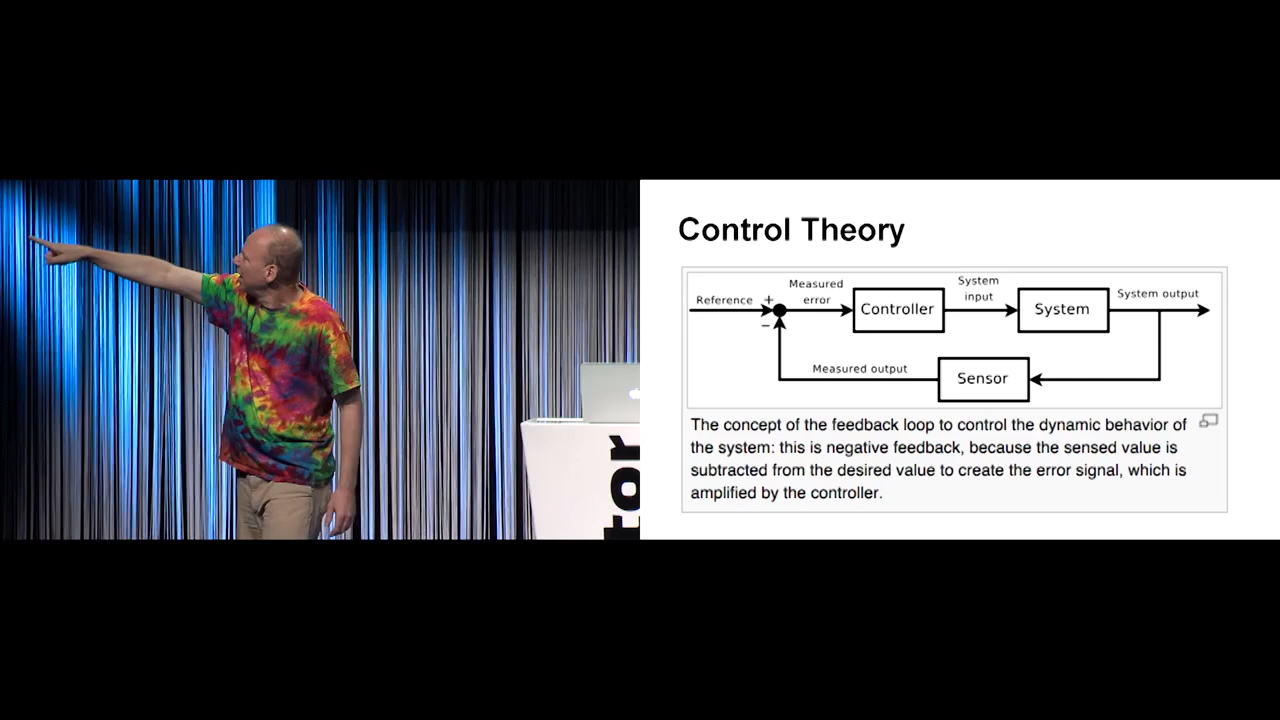 Control Theory
Reference
+
−
Measured
error
Controller
System
input
System
System output
Measured output
Sensor
The concept of the feedback loop to control the dynamic behavior of
the system: this is negative feedback, because the sensed value is
subtracted from the desired value to create the error signal, which is
amplified by the controller.
tor